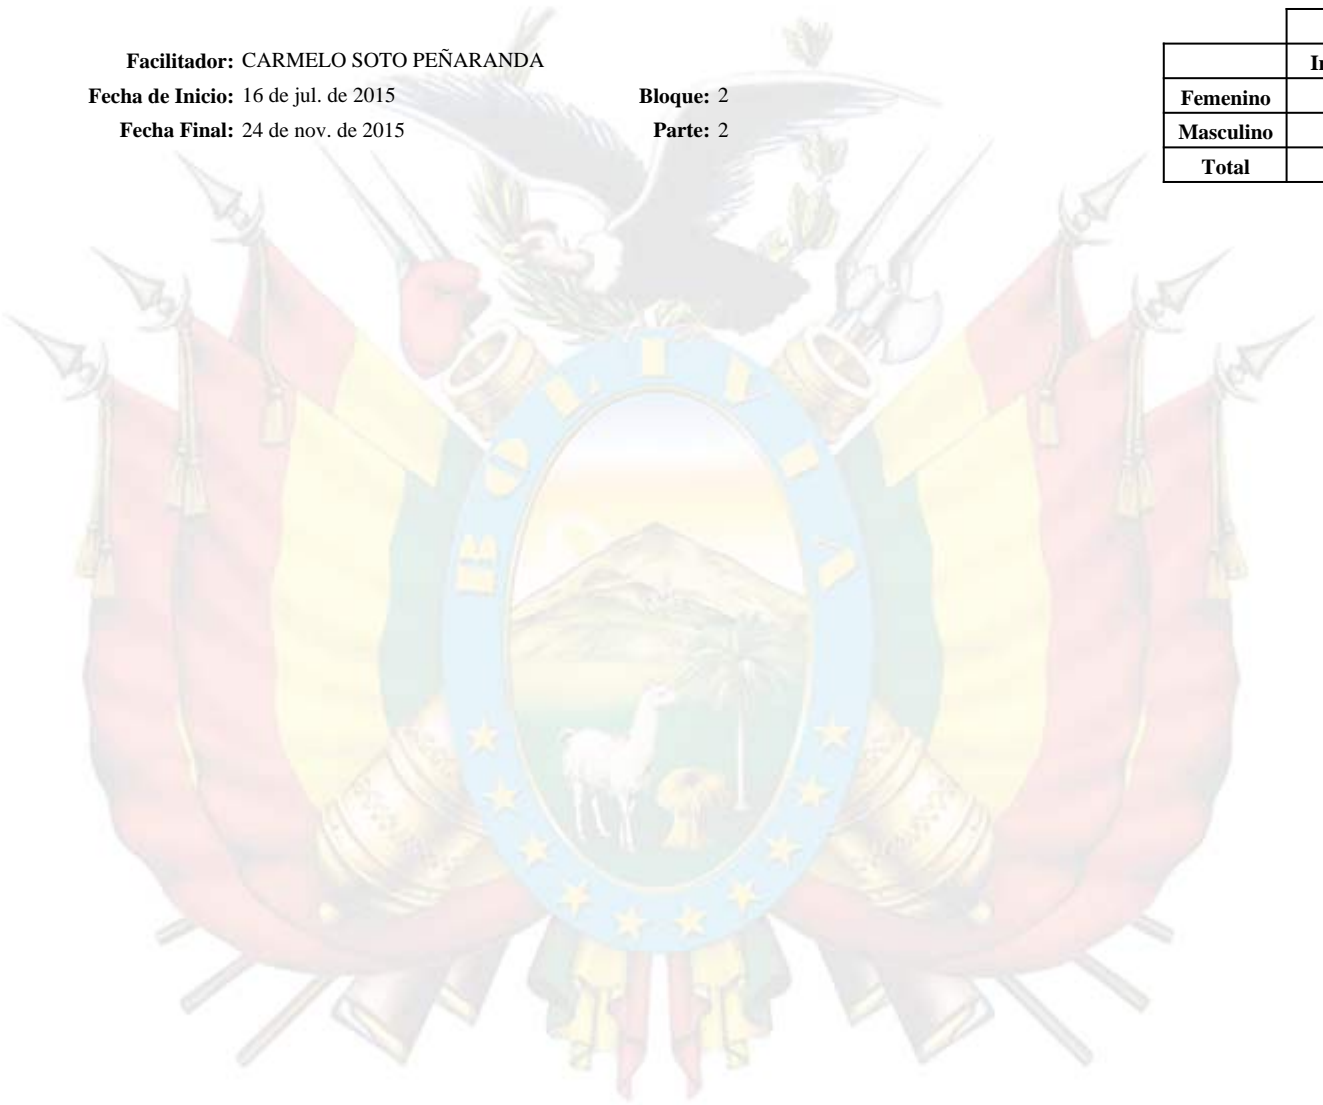 Facilitador: CARMELO SOTO PEÑARANDA
Fecha de Inicio: 16 de jul. de 2015 Bloque: 2
Fecha Final: 24 de nov. de 2015 Parte: 2
Femenino
Masculino
Total
BOLIVIA